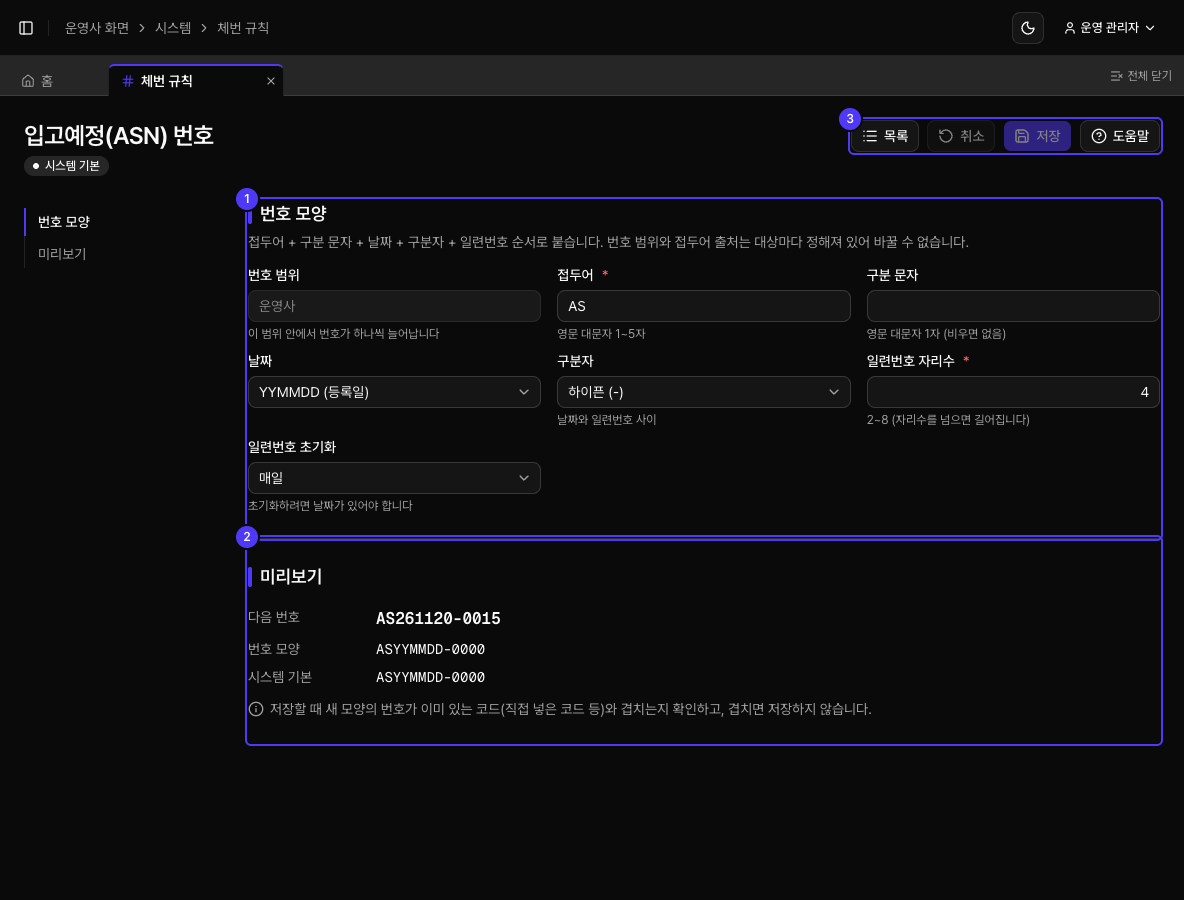 운영사 화면 > 시스템 > 체번 규칙
운영 관리자
홈
# 체번 규칙
전체 닫기
입고예정(ASN) 번호
시스템 기본
3
목록
취소
저장
도움말
번호 모양
미리보기
1
번호 모양
접두어 + 구분 문자 + 날짜 + 구분자 + 일련번호 순서로 붙습니다. 번호 범위와 접두어 출처는 대상마다 정해져 있어 바꿀 수 없습니다.
번호 범위
운영사
이 범위 안에서 번호가 하나씩 늘어납니다
접두어 *
AS
영문 대문자 1~5자
구분 문자
영문 대문자 1자 (비우면 없음)
날짜
YYMMDD (등록일)
구분자
하이픈 (-)
날짜와 일련번호 사이
일련번호 자리수 *
4
2~8 (자리수를 넘으면 길어집니다)
일련번호 초기화
매일
초기화하려면 날짜가 있어야 합니다
2
미리보기
다음 번호 AS261120-0015
번호 모양 ASYYMMDD-0000
시스템 기본 ASYYMMDD-0000
저장할 때 새 모양의 번호가 이미 있는 코드(직접 넣은 코드 등)와 겹치는지 확인하고, 겹치면 저장하지 않습니다.